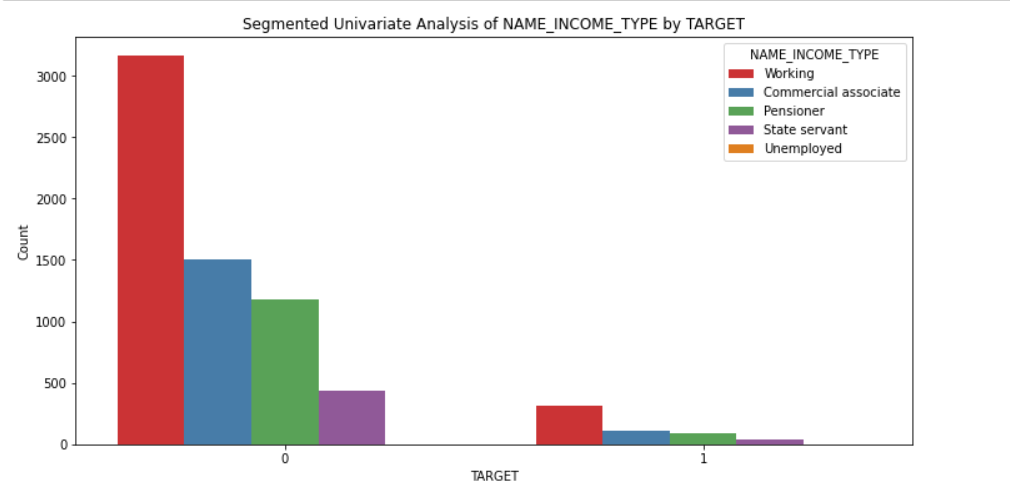 Segmented Univariate Analysis of NAME_INCOME_TYPE by TARGET
NAME_INCOME_TYPE
Working
Commercial associate
Pensioner
State servant
Unemployed
Count
3000
2500
2000
1500
1000
500
0
0
1
TARGET